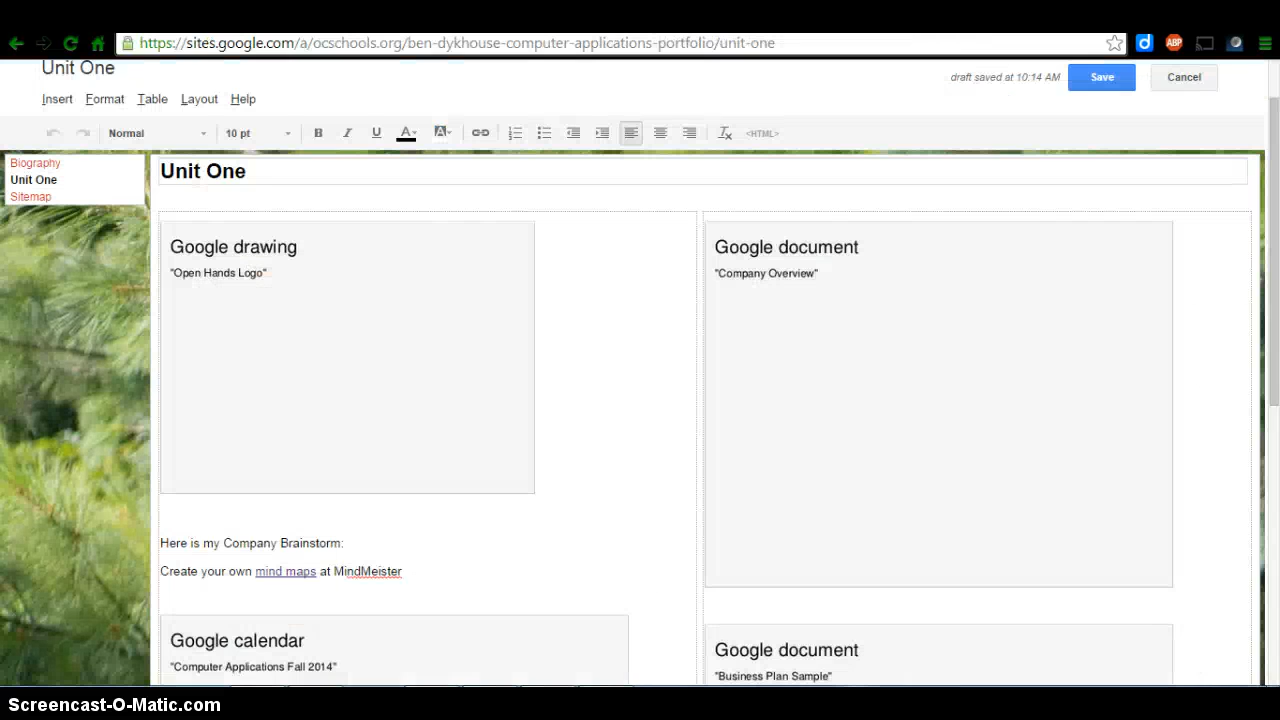 https://sites.google.com/a/ocschools.org/ben-dykhouse-computer-applications-portfolio/unit-one
ABP
Unit One
draft saved at 10:14 AM
Save
Cancel
Insert Format Table Layout Help
Normal 10 pt B I U A A T <HTML>
Biography
Unit One
Sitemap
Unit One
Google drawing
"Open Hands Logo"
Here is my Company Brainstorm:
Create your own mind maps at MindMeister
Google calendar
"Computer Applications Fall 2014"
Google document
"Company Overview"
Google document
"Business Plan Sample"
Screencast-O-Matic.com